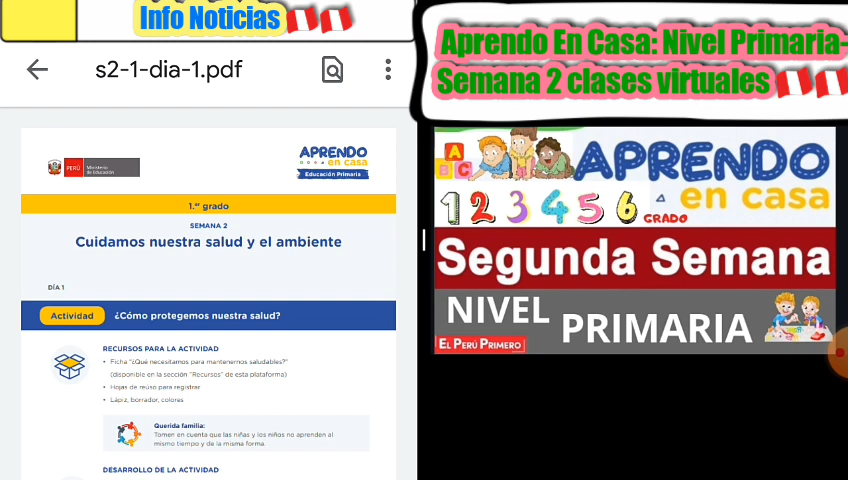 Info Noticias
s2-1-dia-1.pdf
PERÚ
Ministerio
de Educación
APRENDO
en casa
Educación Primaria
1.er grado
SEMANA 2
Cuidamos nuestra salud y el ambiente
DÍA 1
Actividad ¿Cómo protegemos nuestra salud?
RECURSOS PARA LA ACTIVIDAD
• Ficha "¿Qué necesitamos para mantenernos saludables?"
(disponible en la sección "Recursos" de esta plataforma)
• Hojas de reúso para registrar
• Lápiz, borrador, colores
Querida familia:
Tomen en cuenta que las niñas y los niños no aprenden al
mismo tiempo y de la misma forma.
DESARROLLO DE LA ACTIVIDAD
Aprendo En Casa: Nivel Primaria-
Semana 2 clases virtuales
A
B C
APRENDO
en casa
1 2 3 4 5 6 GRADO
Segunda Semana
NIVEL
PRIMARIA
EL PERÚ PRIMERO